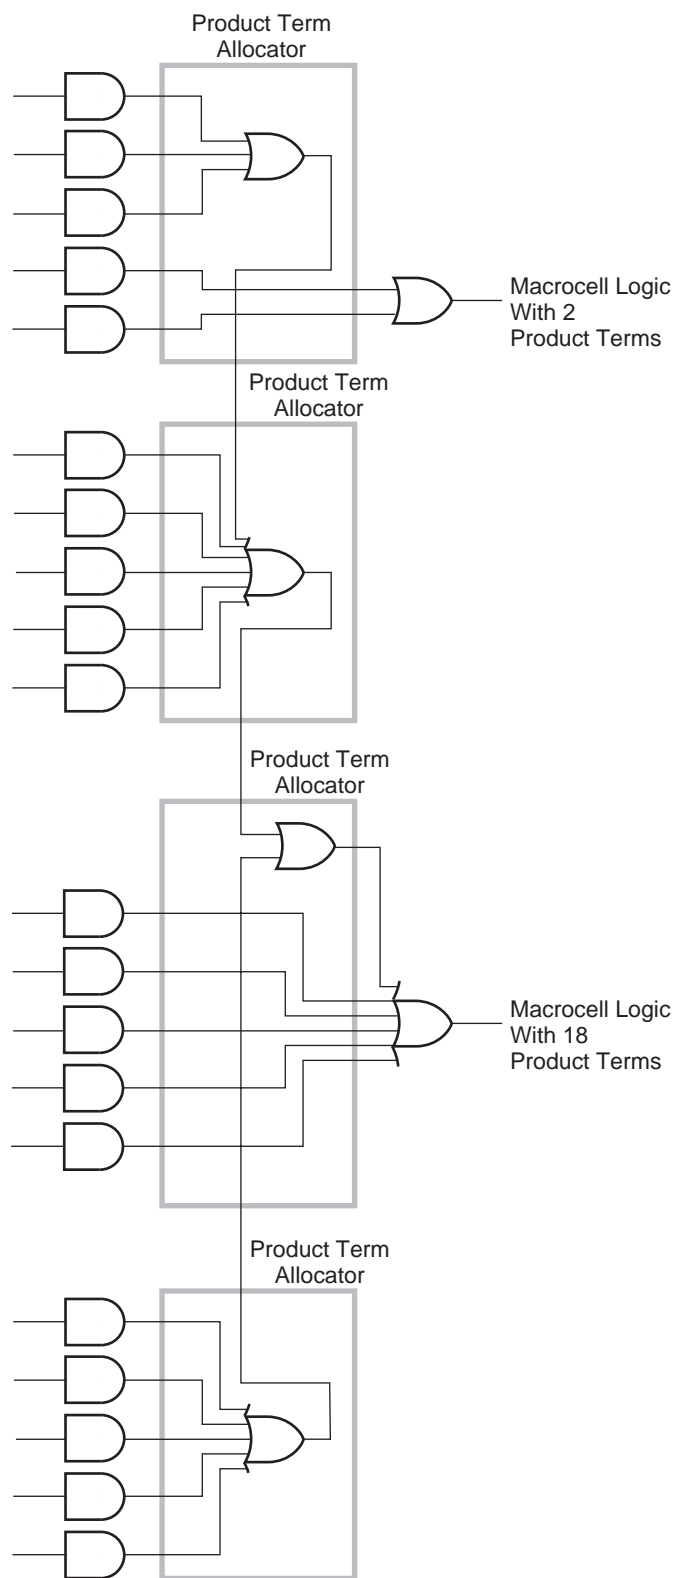 Product Term
Allocator
Macrocell Logic
With 2
Product Terms
Product Term
Allocator
Product Term
Allocator
Macrocell Logic
With 18
Product Terms
Product Term
Allocator